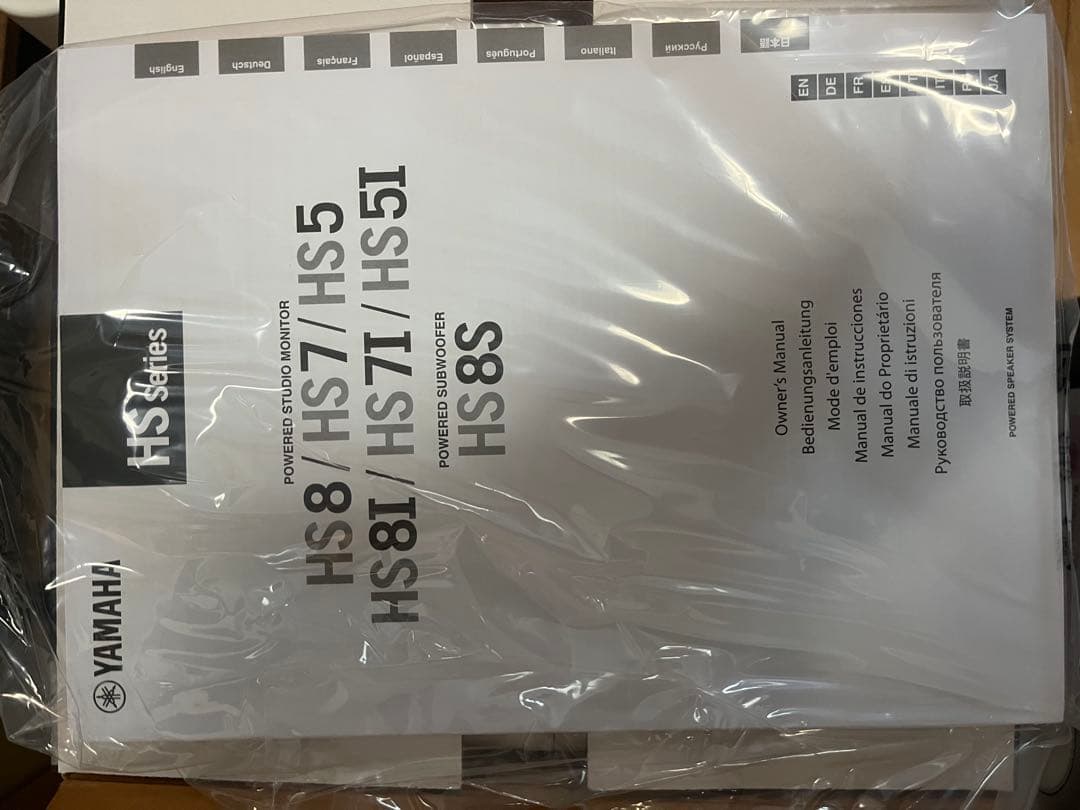 YAMAHA
HS Series
POWERED STUDIO MONITOR
HS8 / HS7 / HS5
HS8I / HS7I / HS5I
POWERED SUBWOOFER
HS8S
Owner's Manual
Bedienungsanleitung
Mode d'emploi
Manual de instrucciones
Manual do Proprietário
Manuale di istruzioni
Руководство пользователя
取扱説明書
POWERED SPEAKER SYSTEM
EN
DE
FR
JA
English
Deutsch
Français
Español
Português
Italiano
Русский
日本語